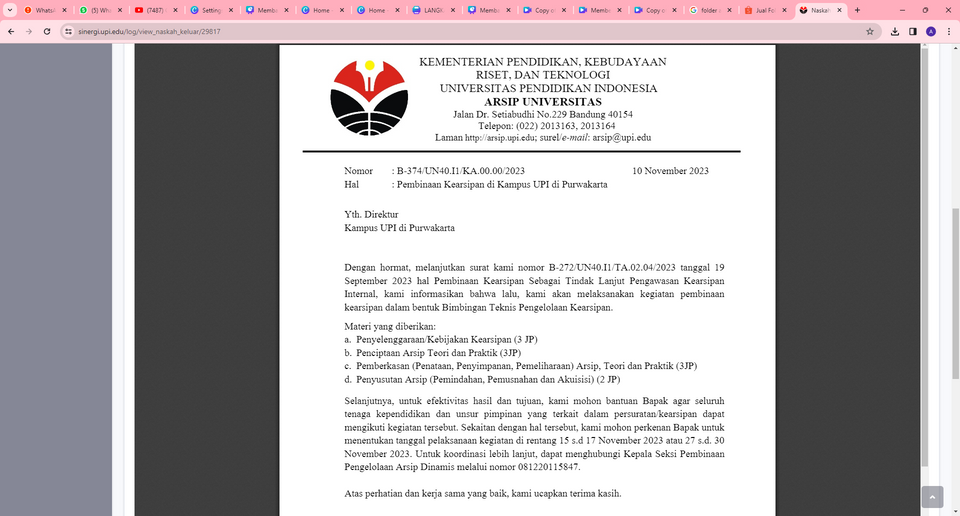 Whats
(5) Wha
(7487)
Setting
Membe
Home -
Home -
LANGK
Membe
Copy o
Membe
Copy o
folder
Jual Fo
Naska
sinergi.upi.edu/log/view_naskah_keluar/29817
A
KEMENTERIAN PENDIDIKAN, KEBUDAYAAN
RISET, DAN TEKNOLOGI
UNIVERSITAS PENDIDIKAN INDONESIA
ARSIP UNIVERSITAS
Jalan Dr. Setiabudhi No.229 Bandung 40154
Telepon: (022) 2013163, 2013164
Laman http://arsip.upi.edu; surel/e-mail: arsip@upi.edu
Nomor : B-374/UN40.I1/KA.00.00/2023 10 November 2023
Hal : Pembinaan Kearsipan di Kampus UPI di Purwakarta
Yth. Direktur
Kampus UPI di Purwakarta
Dengan hormat, melanjutkan surat kami nomor B-272/UN40.I1/TA.02.04/2023 tanggal 19
September 2023 hal Pembinaan Kearsipan Sebagai Tindak Lanjut Pengawasan Kearsipan
Internal, kami informasikan bahwa lalu, kami akan melaksanakan kegiatan pembinaan
kearsipan dalam bentuk Bimbingan Teknis Pengelolaan Kearsipan.
Materi yang diberikan:
a. Penyelenggaraan/Kebijakan Kearsipan (3 JP)
b. Penciptaan Arsip Teori dan Praktik (3JP)
c. Pemberkasan (Penataan, Penyimpanan, Pemeliharaan) Arsip, Teori dan Praktik (3JP)
d. Penyusutan Arsip (Pemindahan, Pemusnahan dan Akuisisi) (2 JP)
Selanjutnya, untuk efektivitas hasil dan tujuan, kami mohon bantuan Bapak agar seluruh
tenaga kependidikan dan unsur pimpinan yang terkait dalam persuratan/kearsipan dapat
mengikuti kegiatan tersebut. Sekaitan dengan hal tersebut, kami mohon perkenan Bapak untuk
menentukan tanggal pelaksanaan kegiatan di rentang 15 s.d 17 November 2023 atau 27 s.d. 30
November 2023. Untuk koordinasi lebih lanjut, dapat menghubungi Kepala Seksi Pembinaan
Pengelolaan Arsip Dinamis melalui nomor 081220115847.
Atas perhatian dan kerja sama yang baik, kami ucapkan terima kasih.